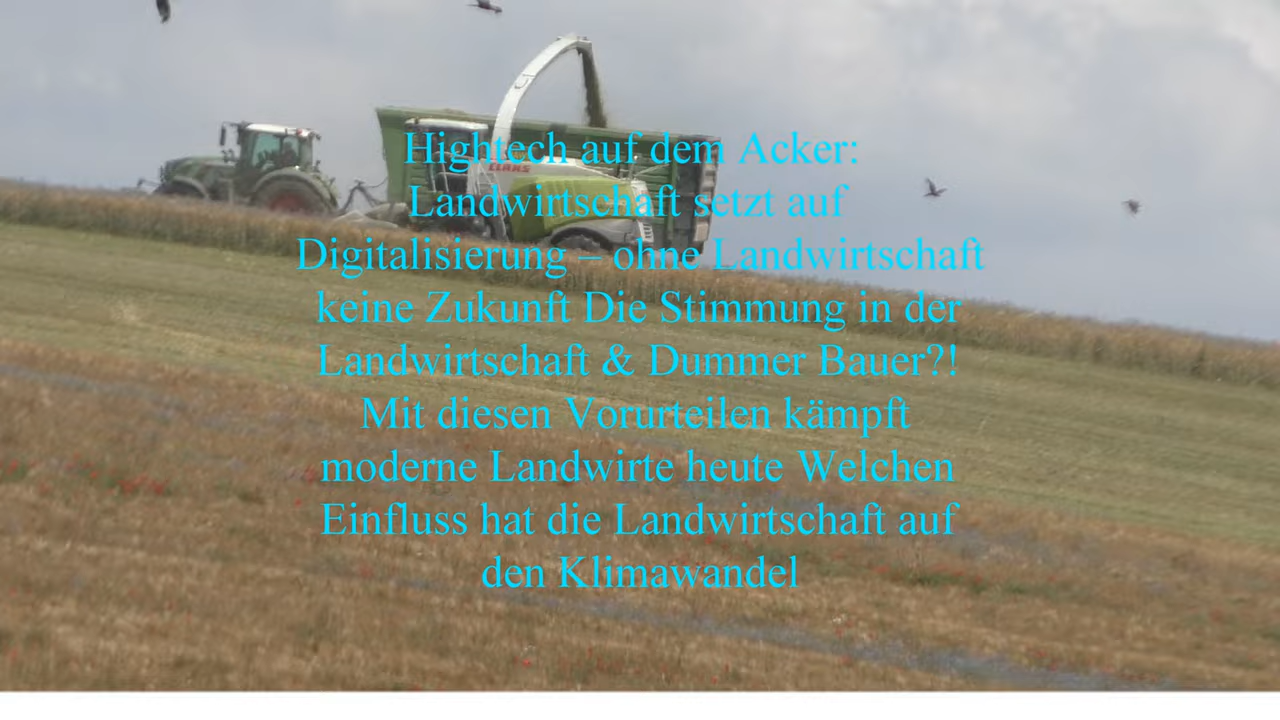 Hightech auf dem Acker:
Landwirtschaft setzt auf
Digitalisierung – ohne Landwirtschaft
keine Zukunft Die Stimmung in der
Landwirtschaft & Dummer Bauer?!
Mit diesen Vorurteilen kämpft
moderne Landwirte heute Welchen
Einfluss hat die Landwirtschaft auf
den Klimawandel
CLAAS